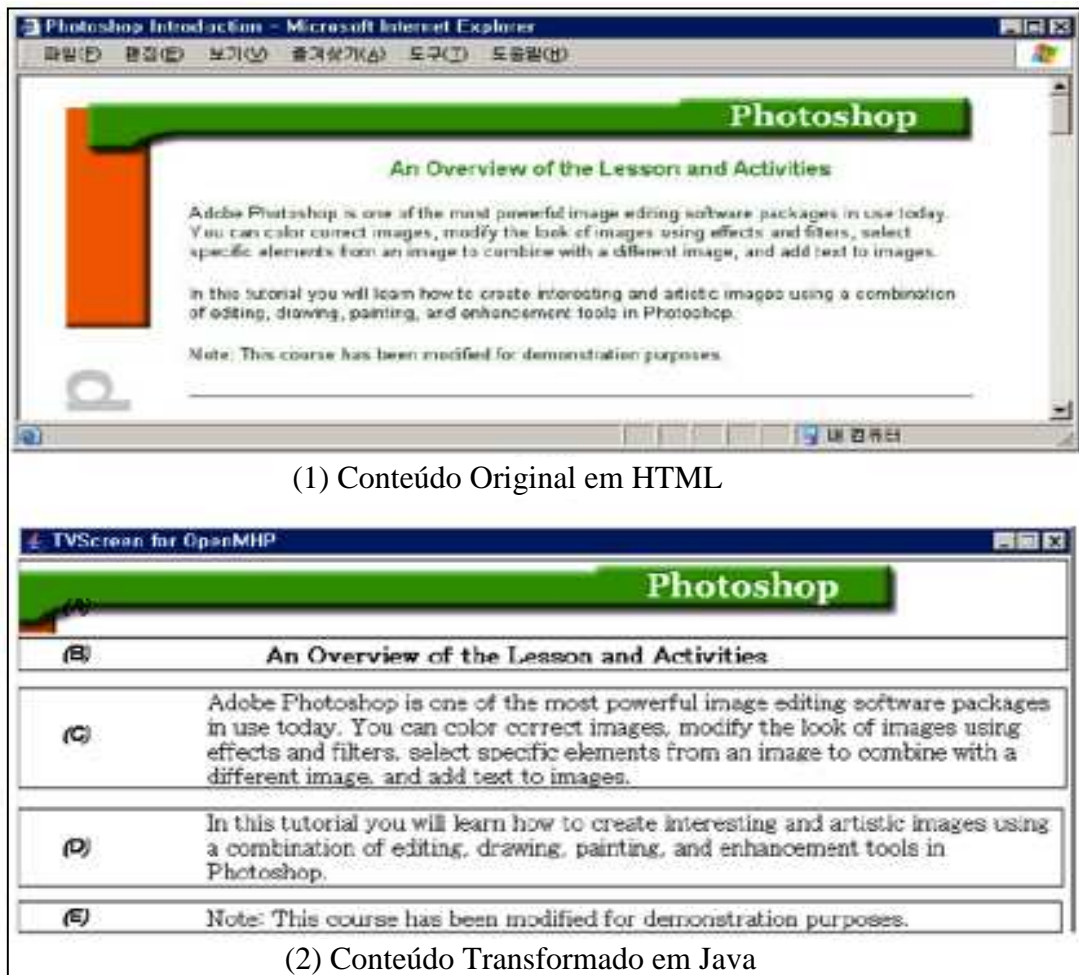 Photoshop Introduction - Microsoft Internet Explorer
파일(F) 편집(E) 보기(V) 즐겨찾기(A) 도구(T) 도움말(H)
Photoshop
An Overview of the Lesson and Activities
Adobe Photoshop is one of the most powerful image editing software packages in use today.
You can color correct images, modify the look of images using effects and filters, select
specific elements from an image to combine with a different image, and add text to images.
In this tutorial you will learn how to create interesting and artistic images using a combination
of editing, drawing, painting, and enhancement tools in Photoshop.
Note: This course has been modified for demonstration purposes.
p
내 컴퓨터
(1) Conteúdo Original em HTML
TVScreen for OpenMHP
Photoshop
(A)
(B) An Overview of the Lesson and Activities
Adobe Photoshop is one of the most powerful image editing software packages
(C) in use today. You can color correct images, modify the look of images using
effects and filters, select specific elements from an image to combine with a
different image, and add text to images.
In this tutorial you will learn how to create interesting and artistic images using
(D) a combination of editing, drawing, painting, and enhancement tools in
Photoshop.
(E) Note: This course has been modified for demonstration purposes.
(2) Conteúdo Transformado em Java